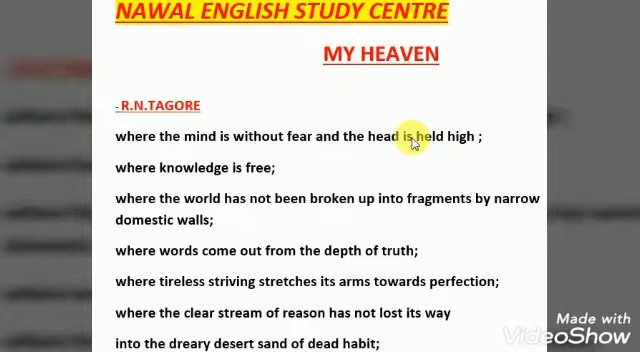 NAWAL ENGLISH STUDY CENTRE
MY HEAVEN
- R.N.TAGORE
where the mind is without fear and the head is held high ;
where knowledge is free;
where the world has not been broken up into fragments by narrow
domestic walls;
where words come out from the depth of truth;
where tireless striving stretches its arms towards perfection;
where the clear stream of reason has not lost its way
into the dreary desert sand of dead habit;
Made with
VideoShow